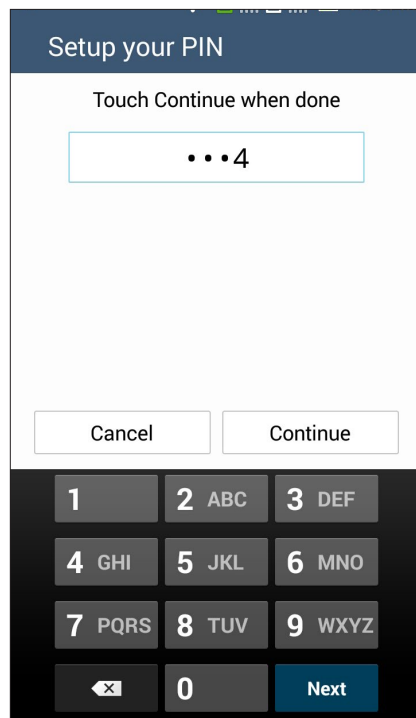 Setup your PIN
Touch Continue when done
•••4
Cancel Continue
1 2 ABC 3 DEF
4 GHI 5 JKL 6 MNO
7 PQRS 8 TUV 9 WXYZ
0 Next